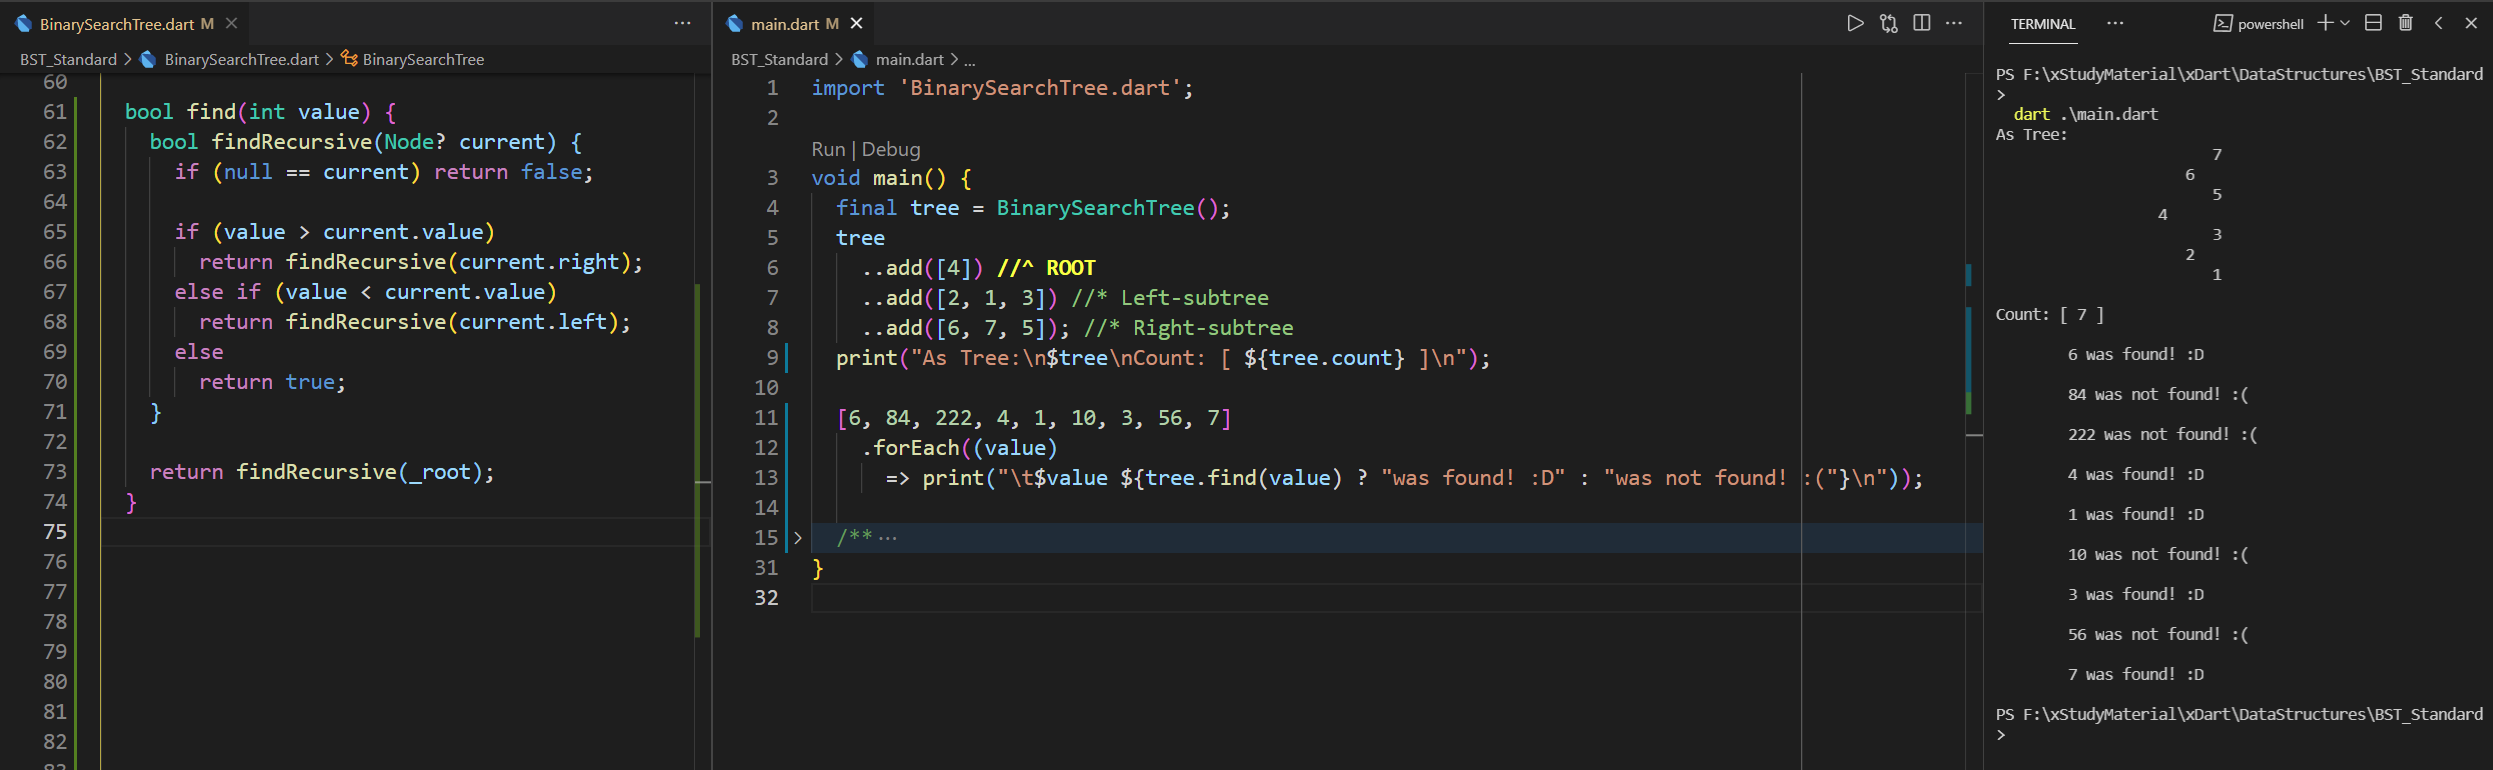 BinarySearchTree.dart M
BST_Standard > BinarySearchTree.dart > BinarySearchTree
60
61 bool find(int value) {
62 bool findRecursive(Node? current) {
63 if (null == current) return false;
64
65 if (value > current.value)
66 return findRecursive(current.right);
67 else if (value < current.value)
68 return findRecursive(current.left);
69 else
70 return true;
71 }
72
73 return findRecursive(_root);
74 }
75
76
77
78
79
80
81
82
83
main.dart M
BST_Standard > main.dart > ...
1 import 'BinarySearchTree.dart';
2
Run | Debug
3 void main() {
4 final tree = BinarySearchTree();
5 tree
6 ..add([4]) //^ ROOT
7 ..add([2, 1, 3]) //* Left-subtree
8 ..add([6, 7, 5]); //* Right-subtree
9 print("As Tree:\n$tree\nCount: [ ${tree.count} ]\n");
10
11 [6, 84, 222, 4, 1, 10, 3, 56, 7]
12 .forEach((value)
13 => print("\t$value ${tree.find(value) ? "was found! :D" : "was not found! :("}\n"));
14
15 > /** ···
31 }
32
TERMINAL ··· powershell
PS F:\xStudyMaterial\xDart\DataStructures\BST_Standard
>
dart .\main.dart
As Tree:
7
6
5
4
3
2
1
Count: [ 7 ]
6 was found! :D
84 was not found! :(
222 was not found! :(
4 was found! :D
1 was found! :D
10 was not found! :(
3 was found! :D
56 was not found! :(
7 was found! :D
PS F:\xStudyMaterial\xDart\DataStructures\BST_Standard
>